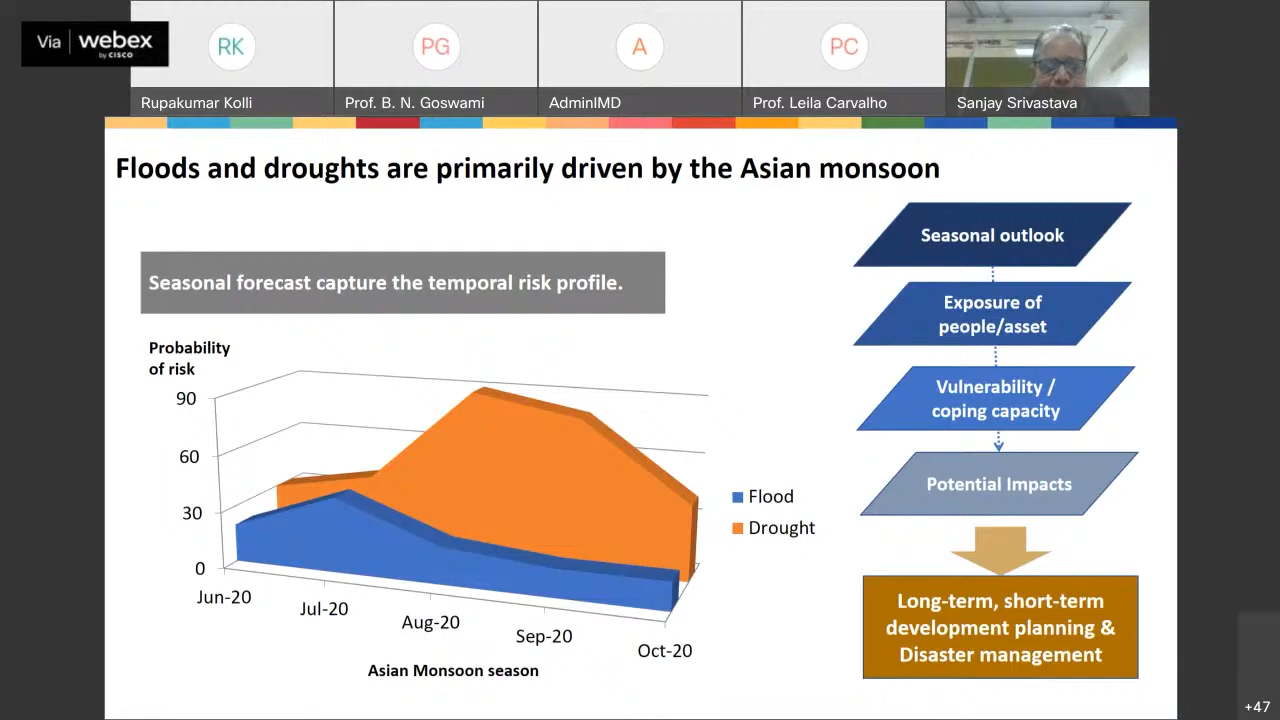 Via webex
by CISCO
RK
PG
A
PC
Rupakumar Kolli
Prof. B. N. Goswami
AdminIMD
Prof. Leila Carvalho
Sanjay Srivastava
Floods and droughts are primarily driven by the Asian monsoon
Seasonal forecast capture the temporal risk profile.
Probability
of risk
90
60
30
0
Jun-20
Jul-20
Aug-20
Sep-20
Oct-20
Asian Monsoon season
Flood
Drought
Seasonal outlook
Exposure of
people/asset
Vulnerability /
coping capacity
Potential Impacts
Long-term, short-term
development planning &
Disaster management
+47